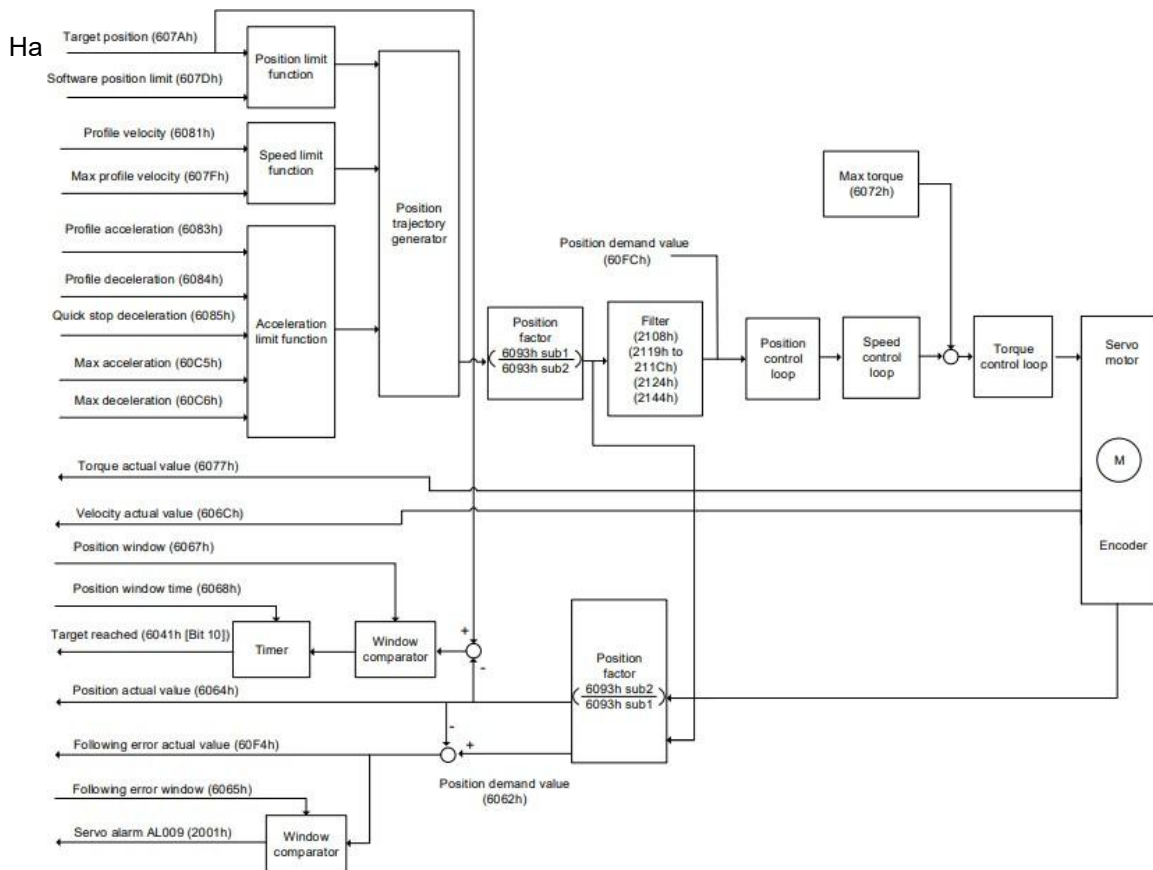 Ha
Target position (607Ah)
Software position limit (607Dh)
Position limit
function
Profile velocity (6081h)
Max profile velocity (607Fh)
Speed limit
function
Profile acceleration (6083h)
Profile deceleration (6084h)
Quick stop deceleration (6085h)
Max acceleration (60C5h)
Max deceleration (60C6h)
Acceleration
limit function
Position
trajectory
generator
Position
factor
( 6093h sub1
6093h sub2 )
Filter
(2108h)
(2119h to
211Ch)
(2124h)
(2144h)
Position demand value
(60FCh)
Position
control
loop
Speed
control
loop
Max torque
(6072h)
Torque
control loop
Servo
motor
M
Encoder
Torque actual value (6077h)
Velocity actual value (606Ch)
Position window (6067h)
Position window time (6068h)
Target reached (6041h [Bit 10])
Timer
Window
comparator
+
-
Position
factor
( 6093h sub2
6093h sub1 )
Position actual value (6064h)
-
+
Following error actual value (60F4h)
Position demand value
(6062h)
Following error window (6065h)
Servo alarm AL009 (2001h)
Window
comparator